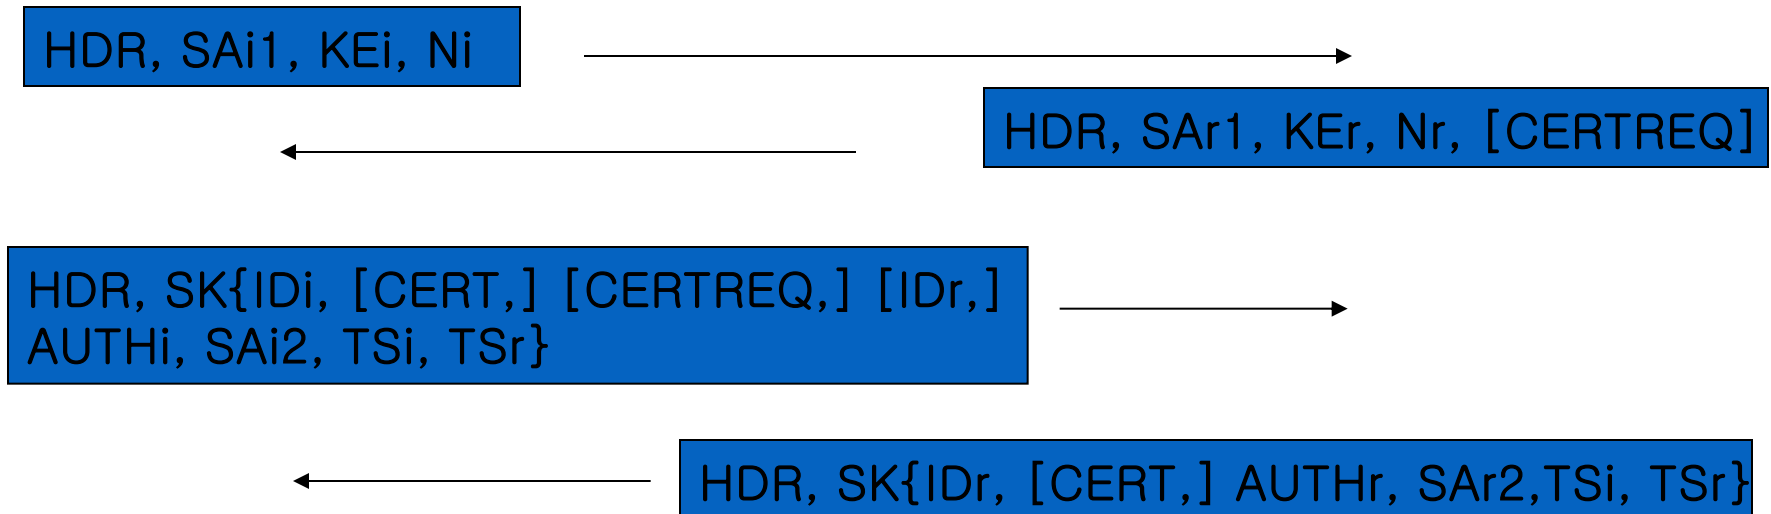 HDR, SAi1, KEi, Ni
HDR, SAr1, KEr, Nr, [CERTREQ]
HDR, SK{IDi, [CERT,] [CERTREQ,] [IDr,]
AUTHi, SAi2, TSi, TSr}
HDR, SK{IDr, [CERT,] AUTHr, SAr2,TSi, TSr}